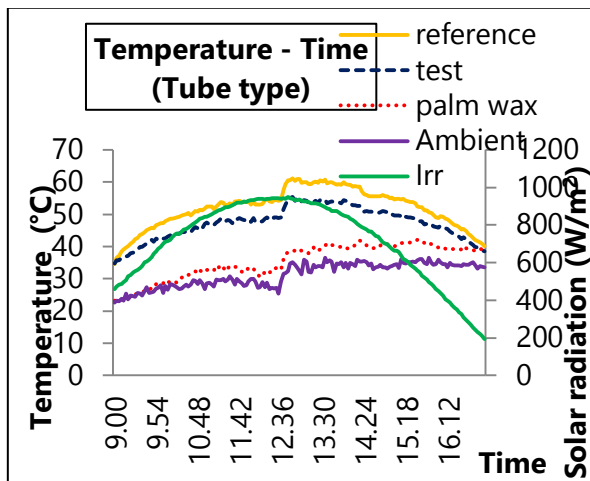 Temperature - Time
(Tube type)
reference
test
palm wax
Ambient
Irr
Temperature (°C)
70
60
50
40
30
20
10
0
1200
1000
800
600
400
200
0
Solar radiation (W/m²)
9.00
9.54
10.48
11.42
12.36
13.30
14.24
15.18
16.12
Time